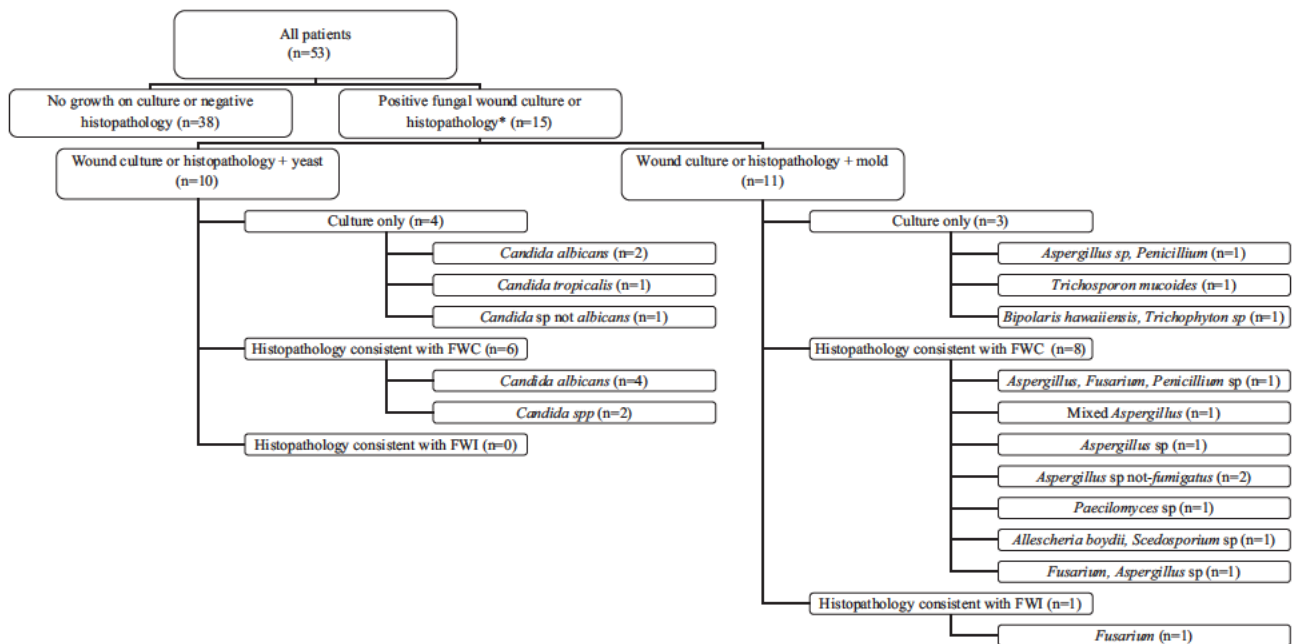 All patients
(n=53)
No growth on culture or negative
histopathology (n=38)
Positive fungal wound culture or
histopathology* (n=15)
Wound culture or histopathology + yeast
(n=10)
Culture only (n=4)
Candida albicans (n=2)
Candida tropicalis (n=1)
Candida sp not albicans (n=1)
Histopathology consistent with FWC (n=6)
Candida albicans (n=4)
Candida spp (n=2)
Histopathology consistent with FWI (n=0)
Wound culture or histopathology + mold
(n=11)
Culture only (n=3)
Aspergillus sp, Penicillium (n=1)
Trichosporon mucoides (n=1)
Bipolaris hawaiiensis, Trichophyton sp (n=1)
Histopathology consistent with FWC (n=8)
Aspergillus, Fusarium, Penicillium sp (n=1)
Mixed Aspergillus (n=1)
Aspergillus sp (n=1)
Aspergillus sp not-fumigatus (n=2)
Paecilomyces sp (n=1)
Allescheria boydii, Scedosporium sp (n=1)
Fusarium, Aspergillus sp (n=1)
Histopathology consistent with FWI (n=1)
Fusarium (n=1)